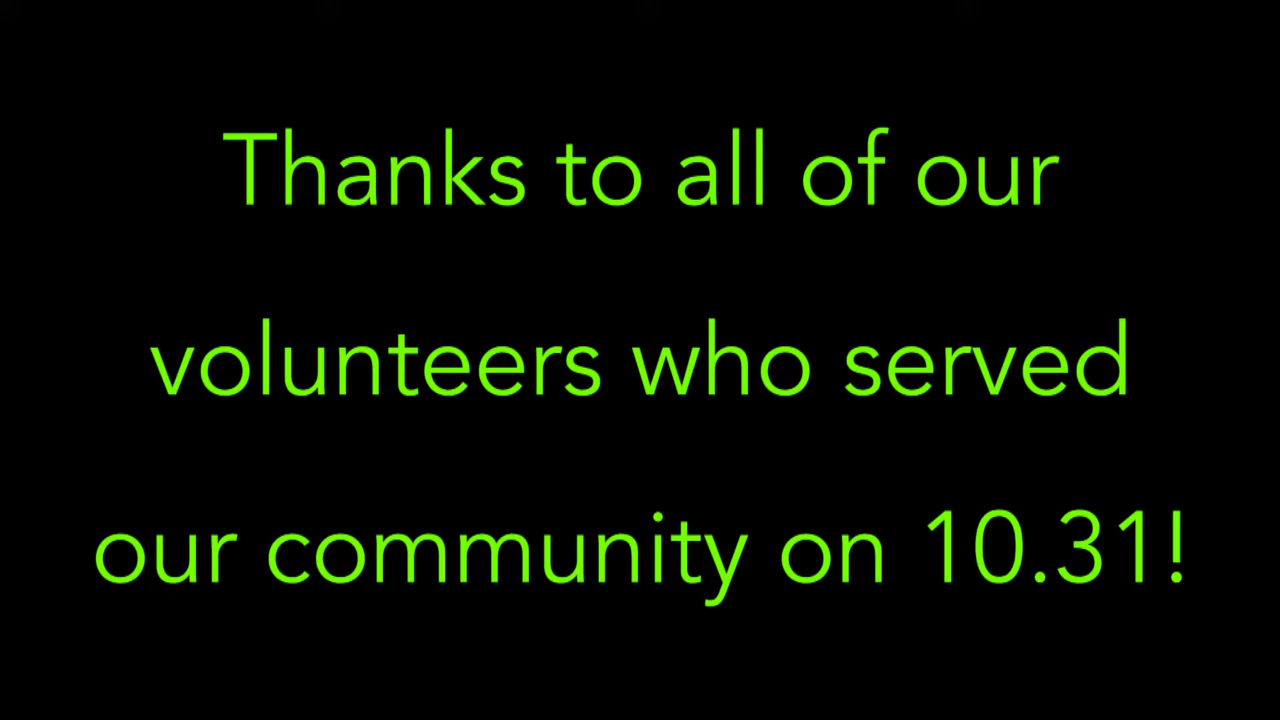 Thanks to all of our
volunteers who served
our community on 10.31!